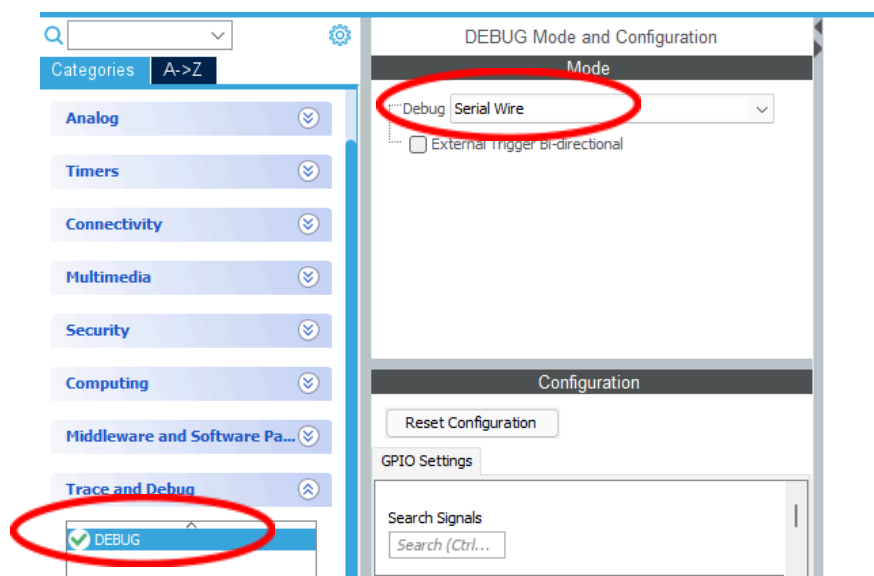 Categories A->Z
Analog
Timers
Connectivity
Multimedia
Security
Computing
Middleware and Software Pa...
Trace and Debug
DEBUG
DEBUG Mode and Configuration
Mode
Debug Serial Wire
External Trigger Bi-directional
Configuration
Reset Configuration
GPIO Settings
Search Signals
Search (Ctrl...